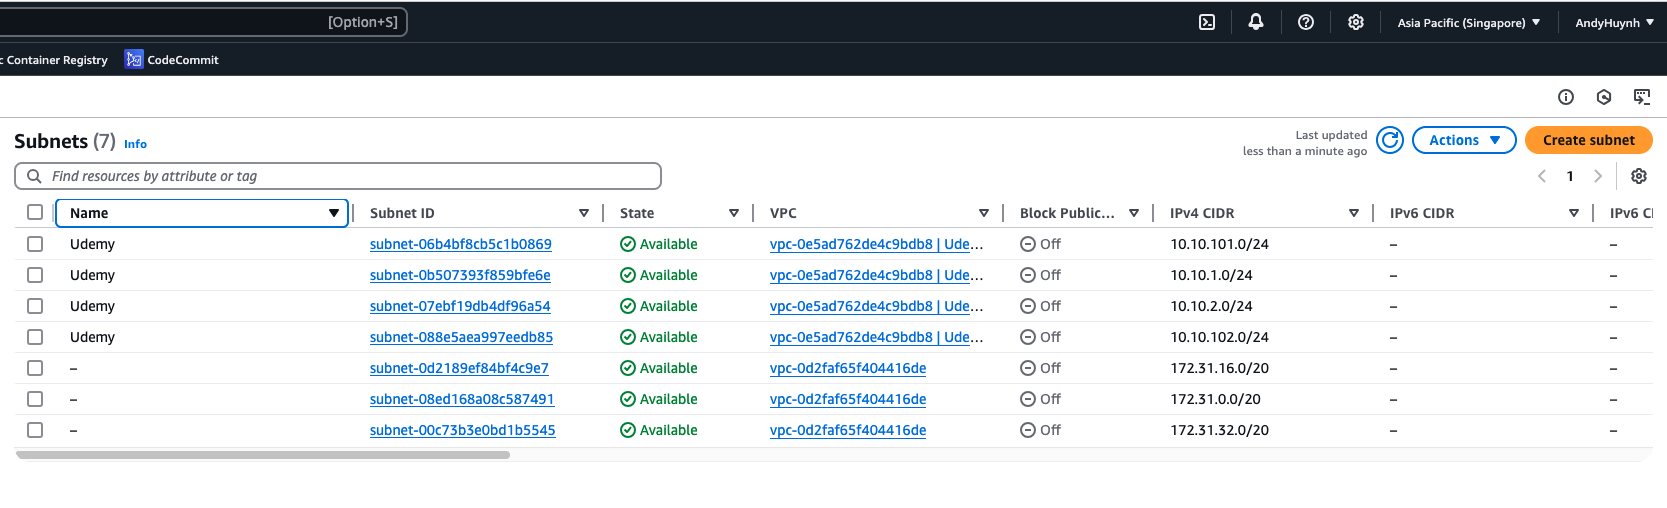 [Option+S]
Asia Pacific (Singapore)
AndyHuynh
c Container Registry
CodeCommit
Subnets (7) Info
Last updated
less than a minute ago
Actions
Create subnet
Find resources by attribute or tag
1
Name Subnet ID State VPC Block Public... IPv4 CIDR IPv6 CIDR IPv6 CI
Udemy subnet-06b4bf8cb5c1b0869 Available vpc-0e5ad762de4c9bdb8 | Ude... Off 10.10.101.0/24 – –
Udemy subnet-0b507393f859bfe6e Available vpc-0e5ad762de4c9bdb8 | Ude... Off 10.10.1.0/24 – –
Udemy subnet-07ebf19db4df96a54 Available vpc-0e5ad762de4c9bdb8 | Ude... Off 10.10.2.0/24 – –
Udemy subnet-088e5aea997eedb85 Available vpc-0e5ad762de4c9bdb8 | Ude... Off 10.10.102.0/24 – –
– subnet-0d2189ef84bf4c9e7 Available vpc-0d2faf65f404416de Off 172.31.16.0/20 – –
– subnet-08ed168a08c587491 Available vpc-0d2faf65f404416de Off 172.31.0.0/20 – –
– subnet-00c73b3e0bd1b5545 Available vpc-0d2faf65f404416de Off 172.31.32.0/20 – –